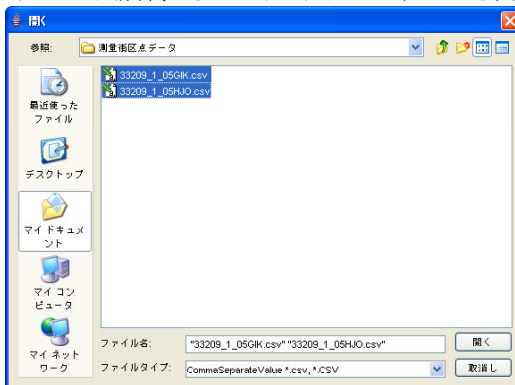 開く
参照: 測量街区点データ
33209_1_05GIK.csv
33209_1_05HJO.csv
最近使った
ファイル
デスクトップ
マイ ドキュメ
ント
マイ コン
ピュータ
マイ ネット
ワーク
ファイル名: "33209_1_05GIK.csv" "33209_1_05HJO.csv" 開く
ファイルタイプ: CommaSeparateValue *.csv, *.CSV 取消し